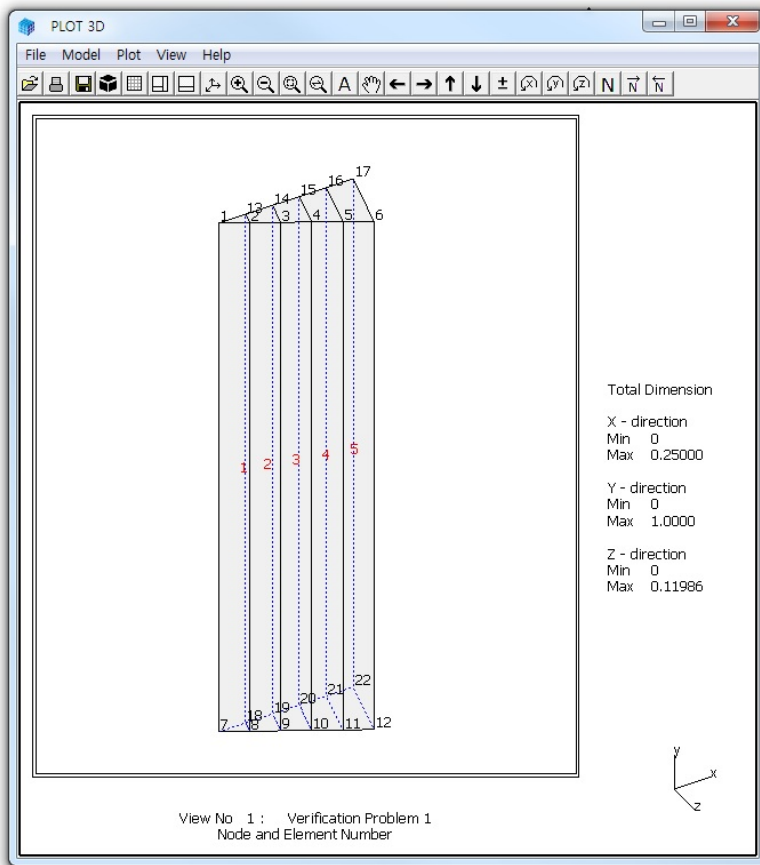 PLOT 3D
File Model Plot View Help
A ± (X) (Y) (Z) N N N
17
16
15
14
13
1 2 3 4 5 6
1 2 3 4 5
22
21
20
19
18
7 8 9 10 11 12
Total Dimension
X - direction
Min 0
Max 0.25000
Y - direction
Min 0
Max 1.0000
Z - direction
Min 0
Max 0.11986
y
x
z
View No 1 : Verification Problem 1
Node and Element Number